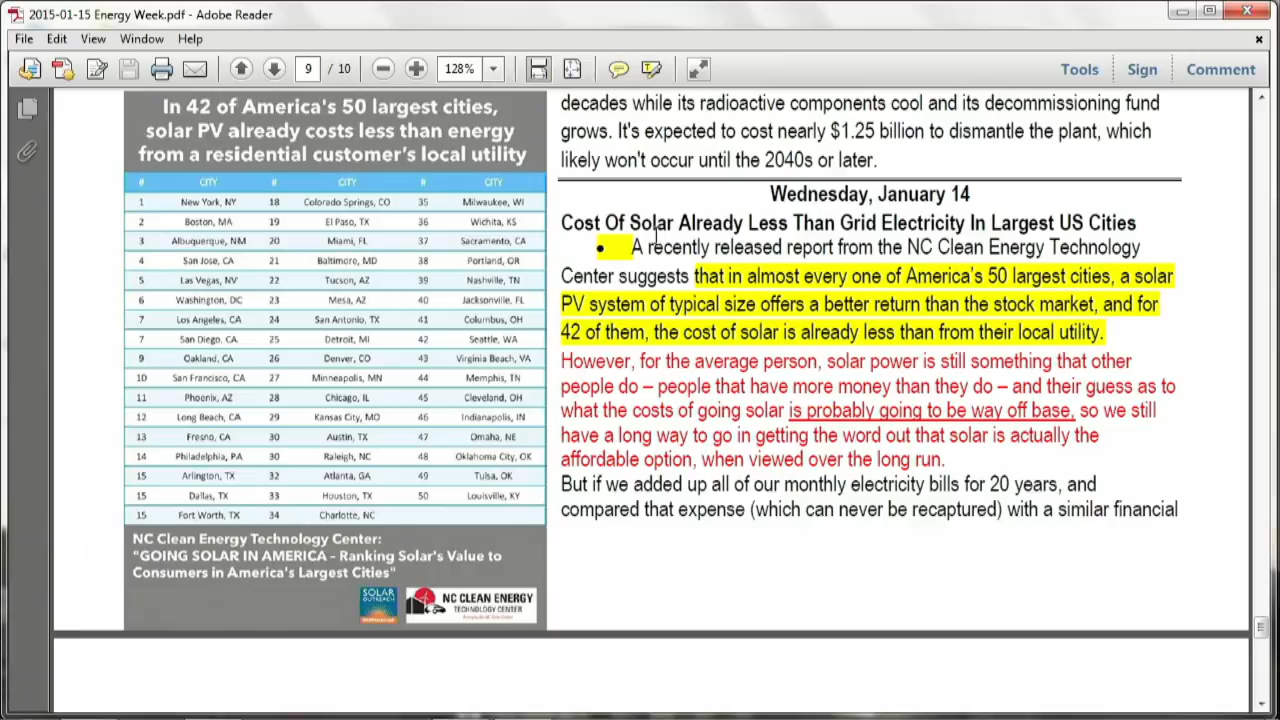 2015-01-15 Energy Week.pdf - Adobe Reader
File Edit View Window Help
9 / 10
128%
Tools Sign Comment
In 42 of America's 50 largest cities,
solar PV already costs less than energy
from a residential customer's local utility
# CITY # CITY # CITY
1 New York, NY 18 Colorado Springs, CO 35 Milwaukee, WI
2 Boston, MA 19 El Paso, TX 36 Wichita, KS
3 Albuquerque, NM 20 Miami, FL 37 Sacramento, CA
4 San Jose, CA 21 Baltimore, MD 38 Portland, OR
5 Las Vegas, NV 22 Tucson, AZ 39 Nashville, TN
6 Washington, DC 23 Mesa, AZ 40 Jacksonville, FL
7 Los Angeles, CA 24 San Antonio, TX 41 Columbus, OH
7 San Diego, CA 25 Detroit, MI 42 Seattle, WA
9 Oakland, CA 26 Denver, CO 43 Virginia Beach, VA
10 San Francisco, CA 27 Minneapolis, MN 44 Memphis, TN
11 Phoenix, AZ 28 Chicago, IL 45 Cleveland, OH
12 Long Beach, CA 29 Kansas City, MO 46 Indianapolis, IN
13 Fresno, CA 30 Austin, TX 47 Omaha, NE
14 Philadelphia, PA 30 Raleigh, NC 48 Oklahoma City, OK
15 Arlington, TX 32 Atlanta, GA 49 Tulsa, OK
15 Dallas, TX 33 Houston, TX 50 Louisville, KY
15 Fort Worth, TX 34 Charlotte, NC
NC Clean Energy Technology Center:
"GOING SOLAR IN AMERICA - Ranking Solar's Value to
Consumers in America's Largest Cities"
SOLAR
OUTREACH
NC CLEAN ENERGY
TECHNOLOGY CENTER
decades while its radioactive components cool and its decommissioning fund
grows. It's expected to cost nearly $1.25 billion to dismantle the plant, which
likely won't occur until the 2040s or later.
Wednesday, January 14
Cost Of Solar Already Less Than Grid Electricity In Largest US Cities
• A recently released report from the NC Clean Energy Technology
Center suggests that in almost every one of America's 50 largest cities, a solar
PV system of typical size offers a better return than the stock market, and for
42 of them, the cost of solar is already less than from their local utility.
However, for the average person, solar power is still something that other
people do – people that have more money than they do – and their guess as to
what the costs of going solar is probably going to be way off base, so we still
have a long way to go in getting the word out that solar is actually the
affordable option, when viewed over the long run.
But if we added up all of our monthly electricity bills for 20 years, and
compared that expense (which can never be recaptured) with a similar financial